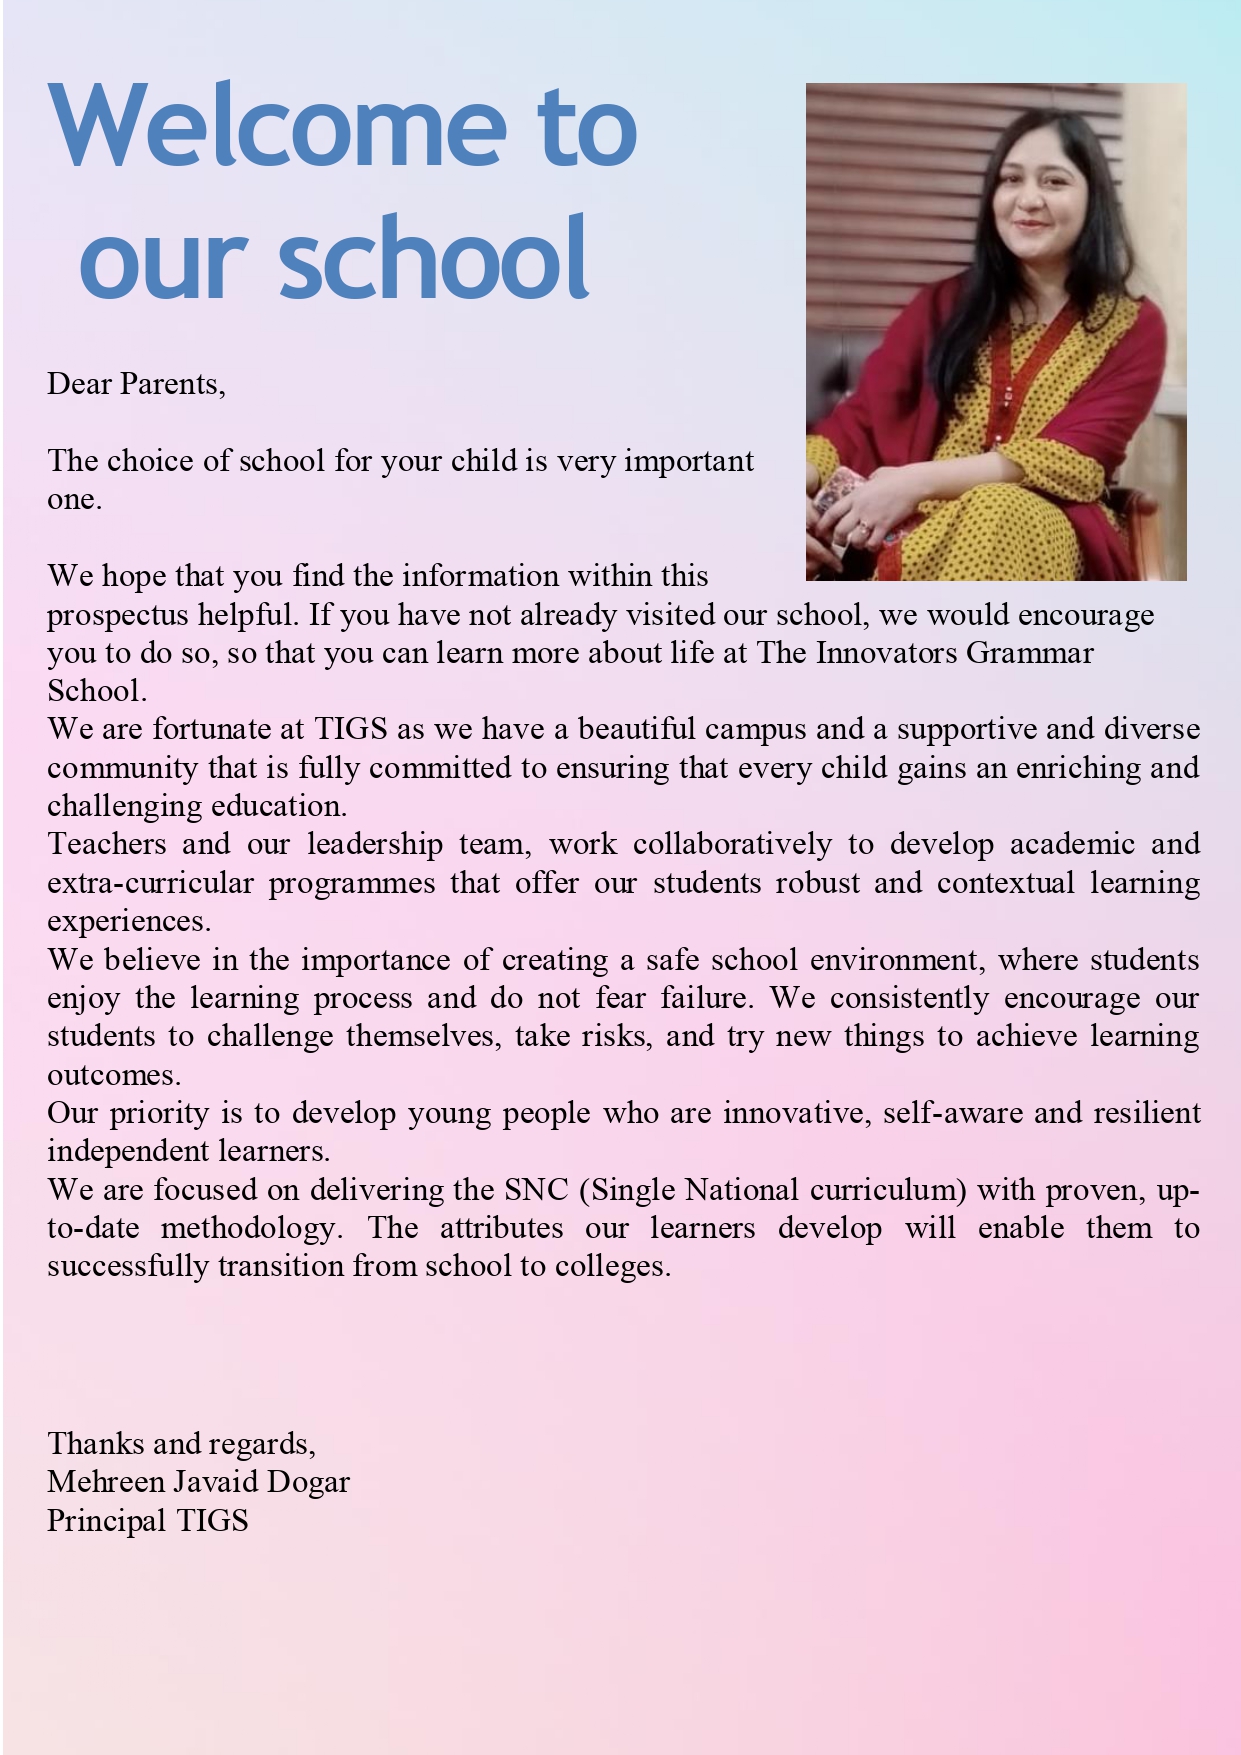 Welcome to
our school
Dear Parents,
The choice of school for your child is very important
one.
We hope that you find the information within this
prospectus helpful. If you have not already visited our school, we would encourage
you to do so, so that you can learn more about life at The Innovators Grammar
School.
We are fortunate at TIGS as we have a beautiful campus and a supportive and diverse
community that is fully committed to ensuring that every child gains an enriching and
challenging education.
Teachers and our leadership team, work collaboratively to develop academic and
extra-curricular programmes that offer our students robust and contextual learning
experiences.
We believe in the importance of creating a safe school environment, where students
enjoy the learning process and do not fear failure. We consistently encourage our
students to challenge themselves, take risks, and try new things to achieve learning
outcomes.
Our priority is to develop young people who are innovative, self-aware and resilient
independent learners.
We are focused on delivering the SNC (Single National curriculum) with proven, up-
to-date methodology. The attributes our learners develop will enable them to
successfully transition from school to colleges.
Thanks and regards,
Mehreen Javaid Dogar
Principal TIGS